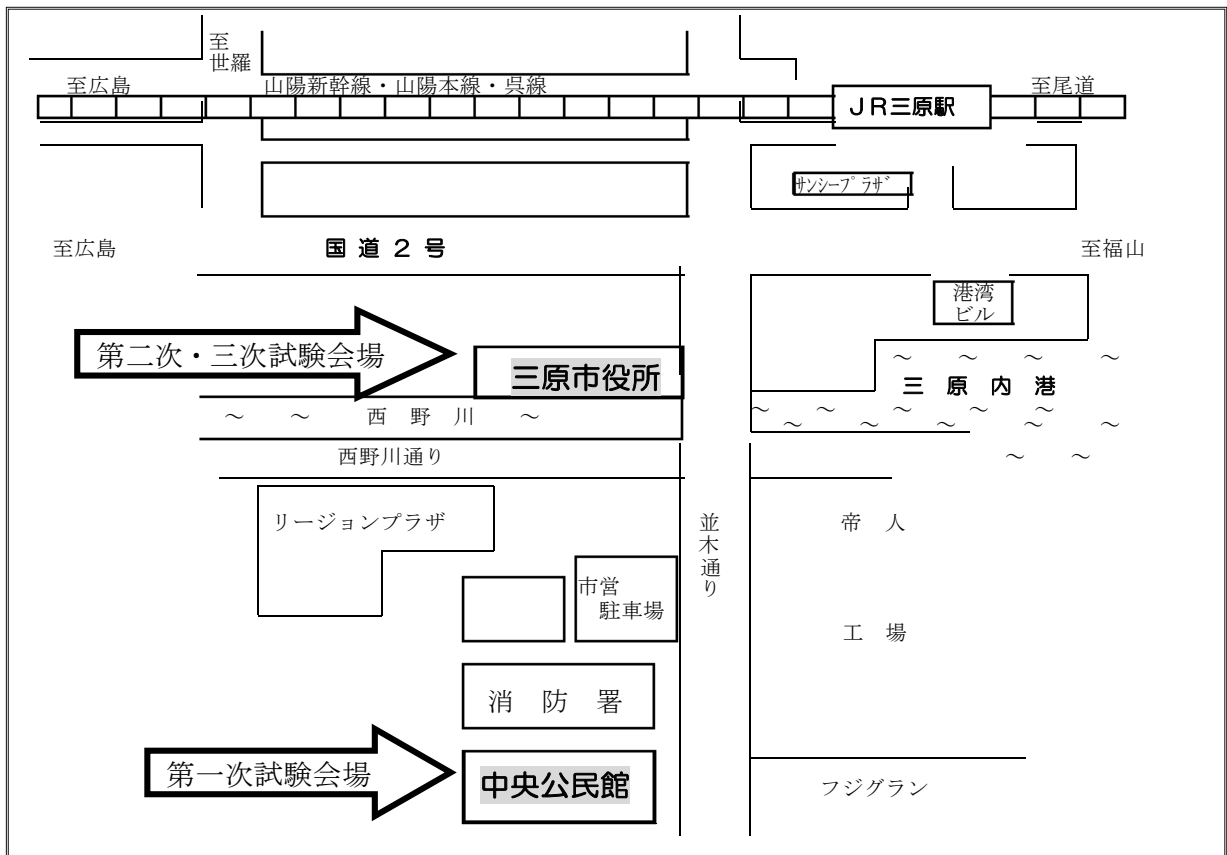 至
世羅
至広島
山陽新幹線・山陽本線・呉線
至尾道
JR三原駅
サンシープラザ
至広島
国道2号
至福山
港湾
ビル
第二次・三次試験会場
三原市役所
～ ～ ～ ～
三原内港
～ ～ 西野川 ～
～ ～ ～ ～ ～
～ ～ ～ ～ ～
西野川通り
～ ～
リージョンプラザ
並木通り
帝人
市営
駐車場
工場
消防署
第一次試験会場
中央公民館
フジグラン